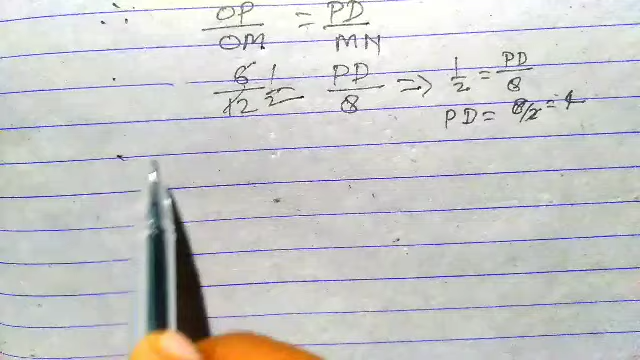 ∴ OP/OM = PD/MN
6/12 1/2 = PD/8 => 1/2 = PD/8
PD = 8/2 = 4